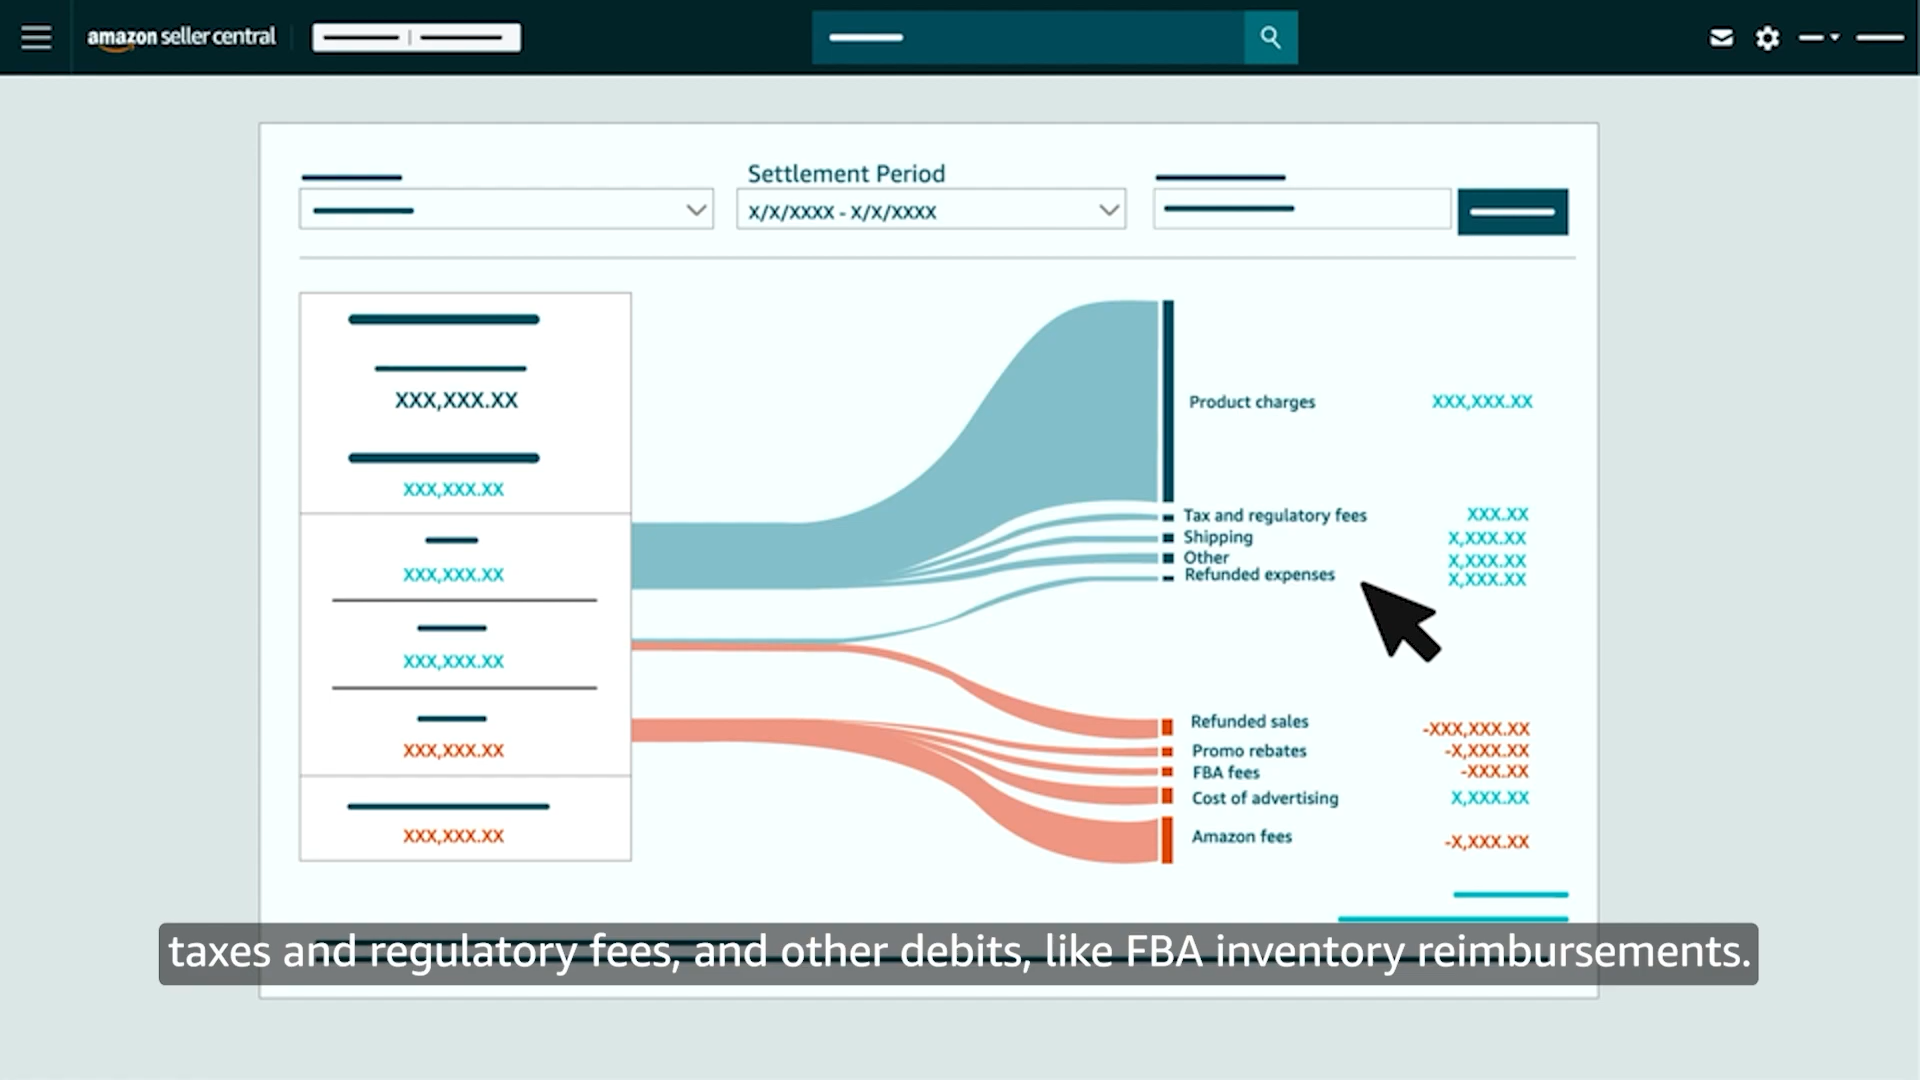 amazon seller central
Settlement Period
X/X/XXXX - X/X/XXXX
XXX,XXX.XX
XXX,XXX.XX
XXX,XXX.XX
XXX,XXX.XX
XXX,XXX.XX
XXX,XXX.XX
Product charges XXX,XXX.XX
Tax and regulatory fees XXX.XX
Shipping X,XXX.XX
Other X,XXX.XX
Refunded expenses X,XXX.XX
Refunded sales -XXX,XXX.XX
Promo rebates -X,XXX.XX
FBA fees -XXX.XX
Cost of advertising X,XXX.XX
Amazon fees -X,XXX.XX
taxes and regulatory fees, and other debits, like FBA inventory reimbursements.